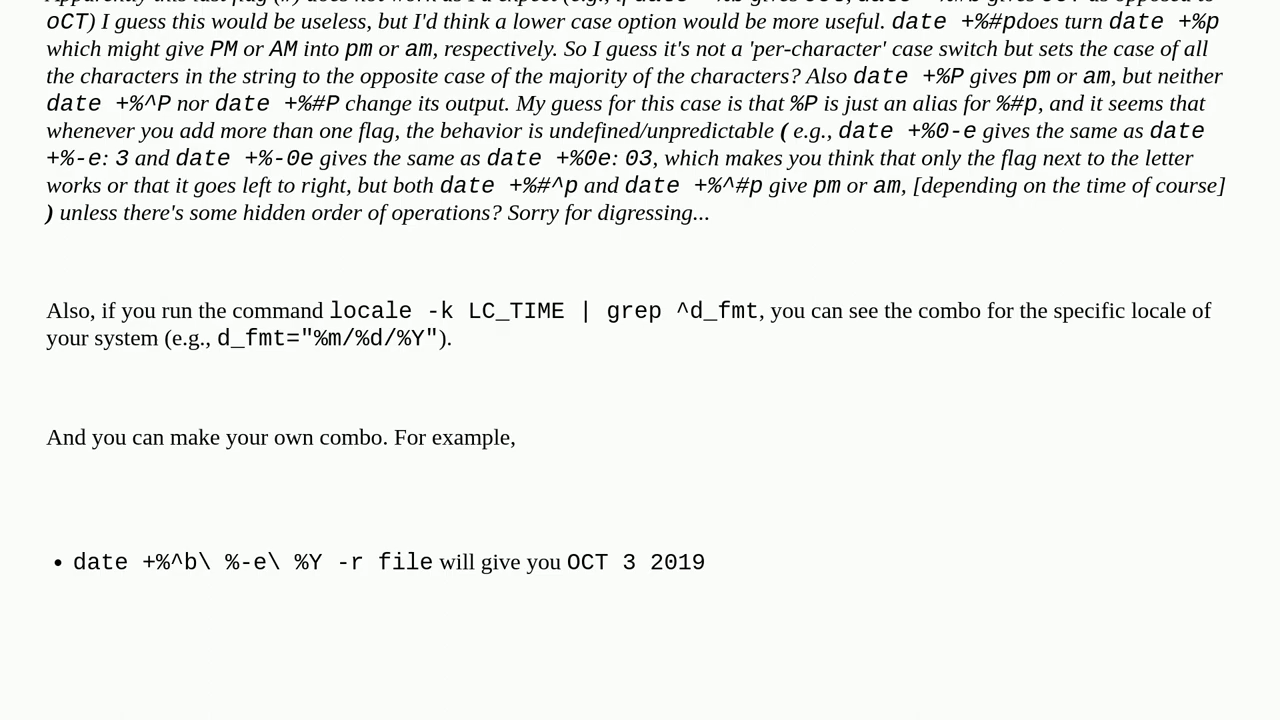 oCT) I guess this would be useless, but I'd think a lower case option would be more useful. date +%#pdoes turn date +%p
which might give PM or AM into pm or am, respectively. So I guess it's not a 'per-character' case switch but sets the case of all
the characters in the string to the opposite case of the majority of the characters? Also date +%P gives pm or am, but neither
date +%^P nor date +%#P change its output. My guess for this case is that %P is just an alias for %#p, and it seems that
whenever you add more than one flag, the behavior is undefined/unpredictable ( e.g., date +%0-e gives the same as date
+%-e: 3 and date +%-0e gives the same as date +%0e: 03, which makes you think that only the flag next to the letter
works or that it goes left to right, but both date +%#^p and date +%^#p give pm or am, [depending on the time of course]
) unless there's some hidden order of operations? Sorry for digressing...
Also, if you run the command locale -k LC_TIME | grep ^d_fmt, you can see the combo for the specific locale of
your system (e.g., d_fmt="%m/%d/%Y").
And you can make your own combo. For example,
• date +%^b\ %-e\ %Y -r file will give you OCT 3 2019